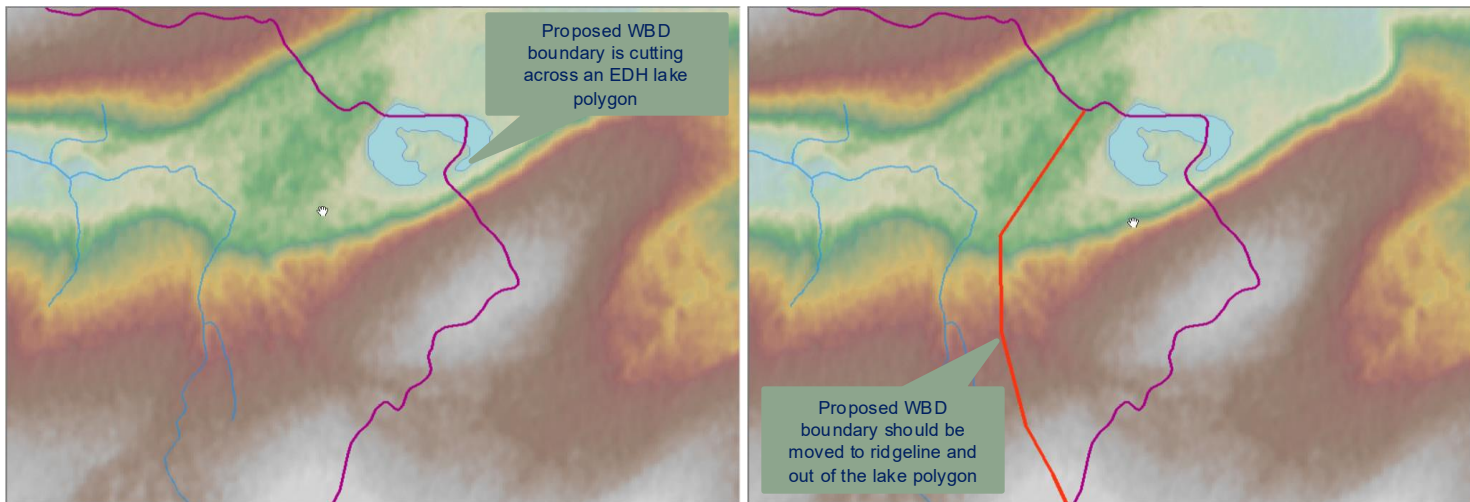 Proposed WBD
boundary is cutting
across an EDH lake
polygon
Proposed WBD
boundary should be
moved to ridgeline and
out of the lake polygon